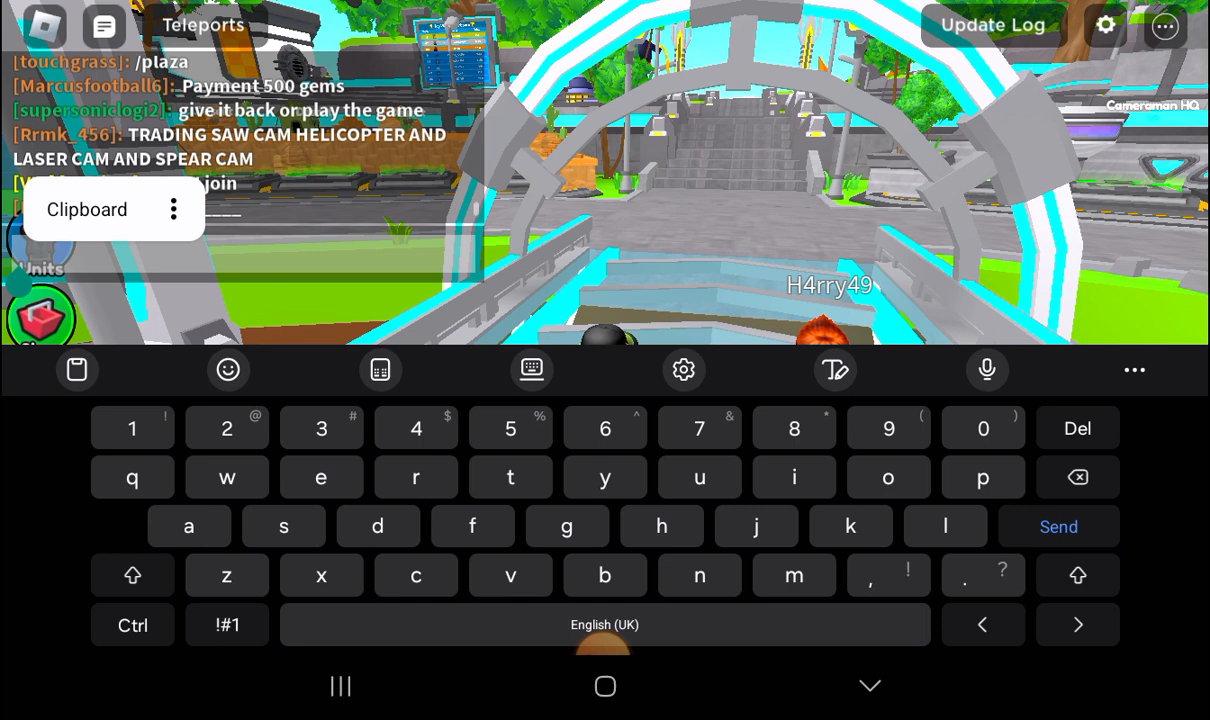 Teleports
Update Log
[touchgrass]: /plaza
[Marcusfootball6]: Payment 500 gems
[supersoniclogi2]: give it back or play the game
[Rrmk_456]: TRADING SAW CAM HELICOPTER AND
LASER CAM AND SPEAR CAM
join
Clipboard
Units
Cameraman HQ
H4rry49
1 ! 2 @ 3 # 4 $ 5 % 6 ^ 7 & 8 * 9 ( 0 ) Del
q w e r t y u i o p
a s d f g h j k l Send
z x c v b n m , ! . ?
Ctrl !#1 English (UK) < >